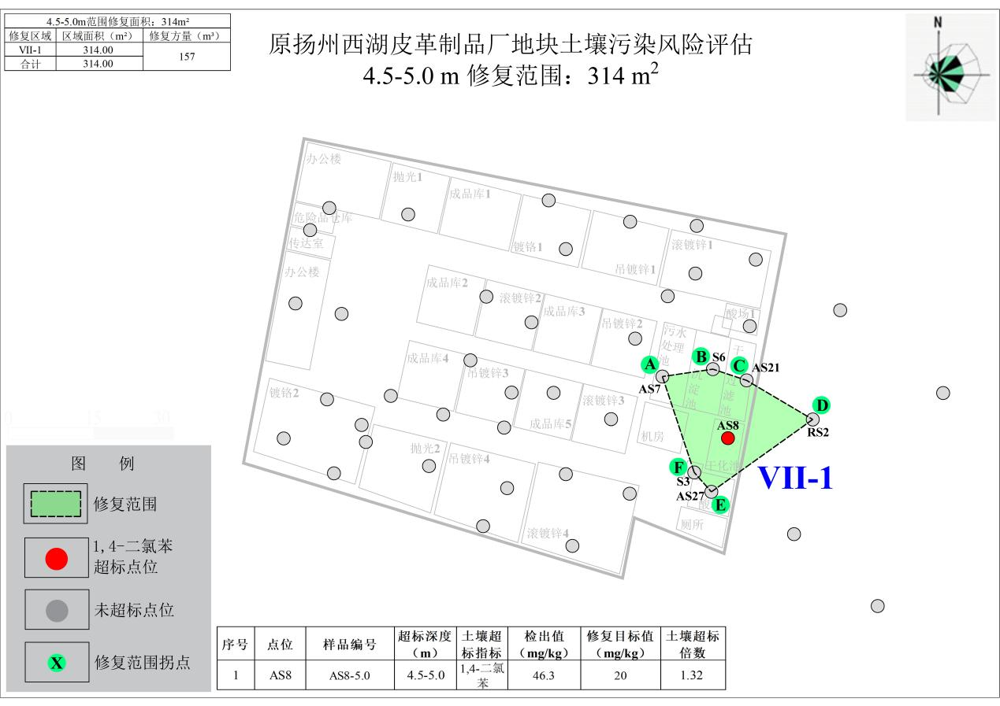 4.5-5.0m范围修复面积：314m²
修复区域 区域面积（m²） 修复方量（m³）
VII-1 314.00 157
合计 314.00
原扬州西湖皮革制品厂地块土壤污染风险评估
4.5-5.0 m 修复范围：314 m²
N
办公楼
抛光1
成品库1
危险品仓库
传达室
镀铬1
吊镀锌1
滚镀锌1
办公楼
成品库2
滚镀锌2
成品库3
吊镀锌2
酸场1
污水
处理
池
干
A
B
S6
C
AS21
AS7
沉
淀
池
过
滤
池
成品库4
吊镀锌3
镀铬2
滚镀锌3
成品库5
D
RS2
AS8
机房
抛光2
吊镀锌4
干化池
F
S3
AS27
E
VII-1
厕所
滚镀锌4
0 15 30
图 例
修复范围
1,4-二氯苯
超标点位
未超标点位
X
修复范围拐点
序号 点位 样品编号 超标深度（m） 土壤超标指标 检出值（mg/kg） 修复目标值（mg/kg） 土壤超标倍数
1 AS8 AS8-5.0 4.5-5.0 1,4-二氯苯 46.3 20 1.32